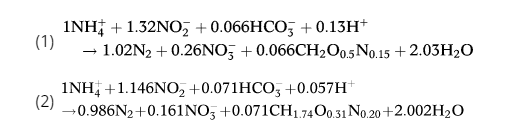 (1) 1NH₄⁺ + 1.32NO₂⁻ + 0.066HCO₃⁻ + 0.13H⁺
→ 1.02N₂ + 0.26NO₃⁻ + 0.066CH₂O₀.₅N₀.₁₅ + 2.03H₂O
(2) 1NH₄⁺+1.146NO₂⁻+0.071HCO₃⁻+0.057H⁺
→0.986N₂+0.161NO₃⁻+0.071CH₁.₇₄O₀.₃₁N₀.₂₀+2.002H₂O